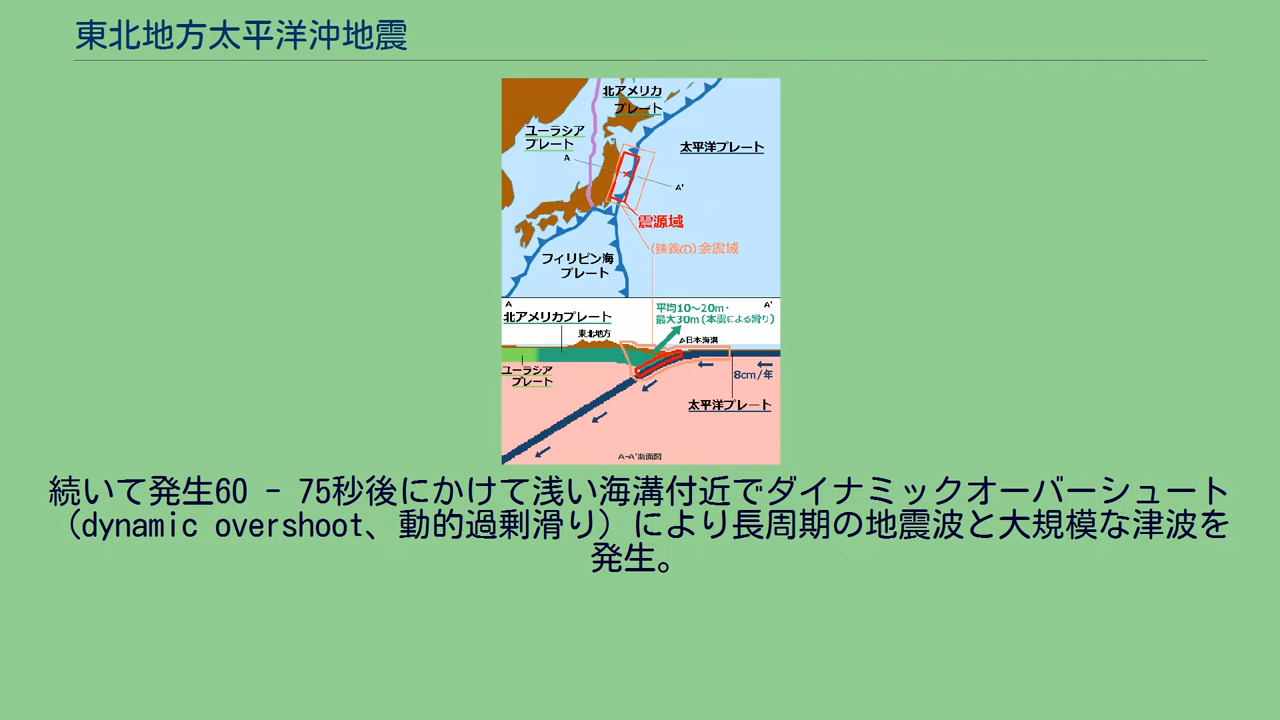 東北地方太平洋沖地震
北アメリカ
プレート
ユーラシア
プレート
A
太平洋プレート
A'
震源域
(狭義の)余震域
フィリピン海
プレート
A
A'
北アメリカプレート
平均10〜20m・
最大30m(本震による滑り)
東北地方
△日本海溝
ユーラシア
プレート
8cm/年
太平洋プレート
A-A'断面図
続いて発生60 - 75秒後にかけて浅い海溝付近でダイナミックオーバーシュート
（dynamic overshoot、動的過剰滑り）により長周期の地震波と大規模な津波を
発生。